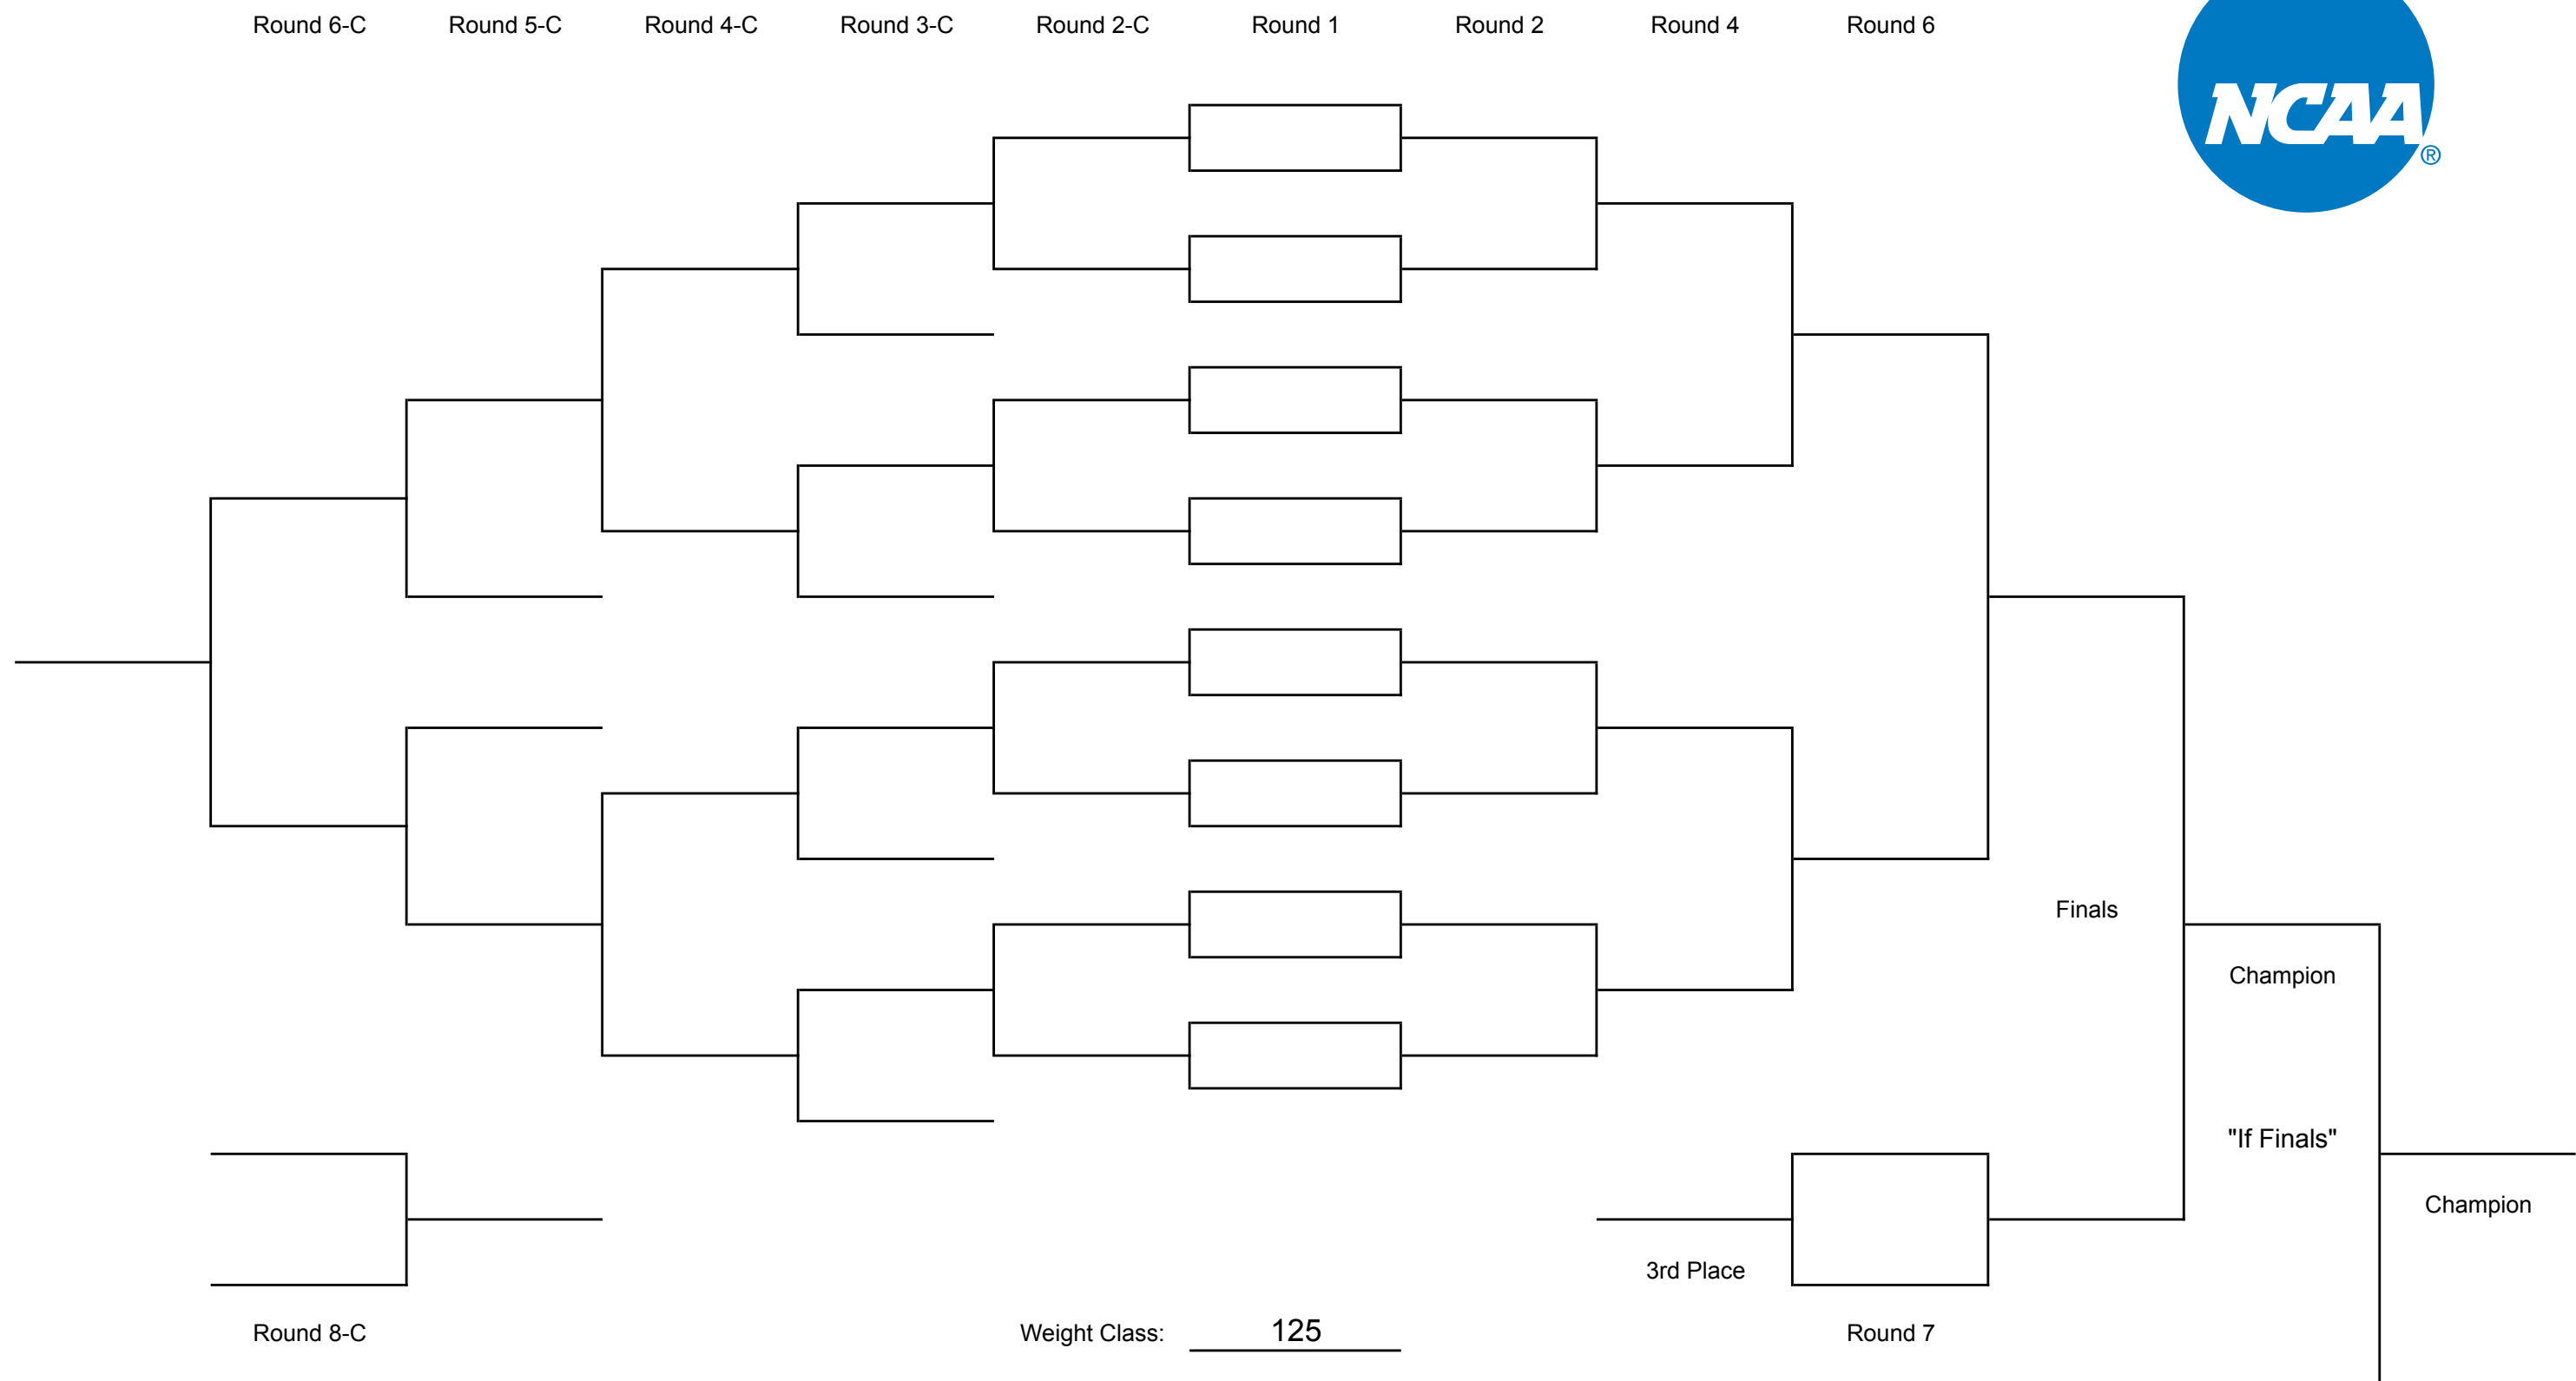 Round 6-C Round 5-C Round 4-C Round 3-C Round 2-C Round 1 Round 2 Round 4 Round 6
NCAA®
Finals
Champion
"If Finals"
Champion
3rd Place
Round 8-C Weight Class: 125 Round 7